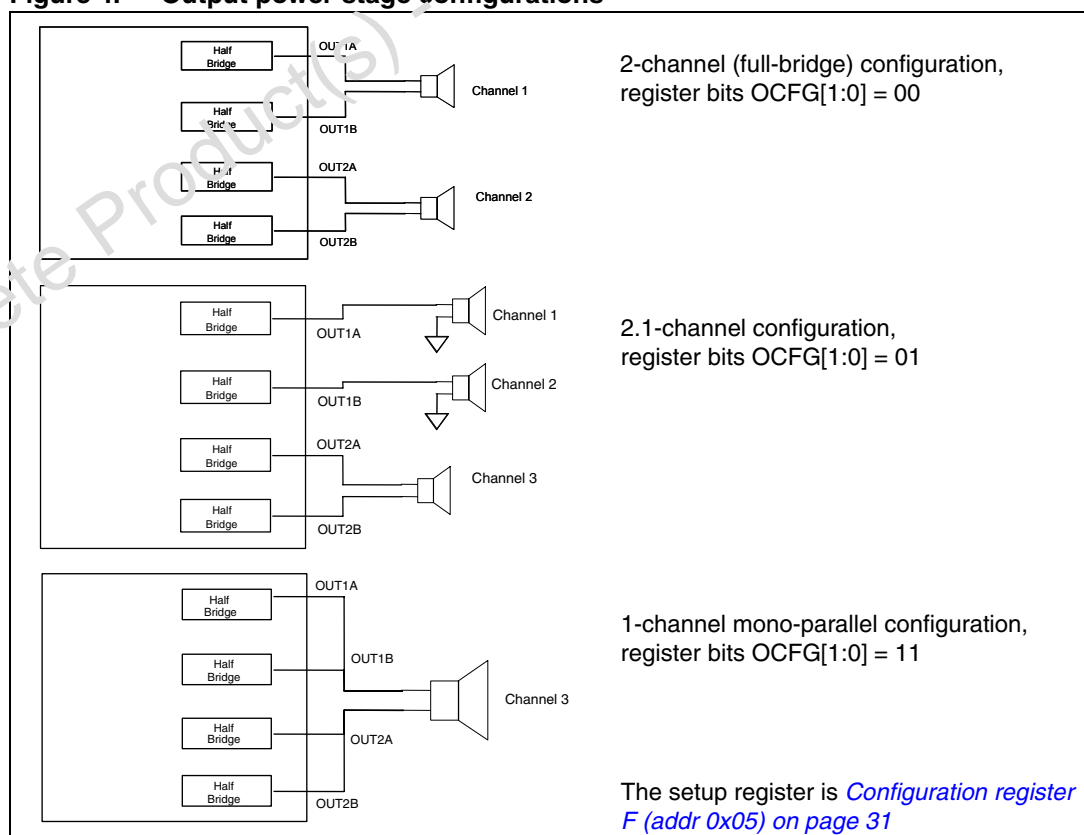 Output power stage configurations
Half
Bridge
OUT1A
Channel 1
Half
Bridge
OUT1B
Half
Bridge
OUT2A
Channel 2
Half
Bridge
OUT2B
2-channel (full-bridge) configuration,
register bits OCFG[1:0] = 00
Half
Bridge
OUT1A
Channel 1
Half
Bridge
OUT1B
Channel 2
Half
Bridge
OUT2A
Channel 3
Half
Bridge
OUT2B
2.1-channel configuration,
register bits OCFG[1:0] = 01
Half
Bridge
OUT1A
Half
Bridge
OUT1B
Channel 3
Half
Bridge
OUT2A
Half
Bridge
OUT2B
1-channel mono-parallel configuration,
register bits OCFG[1:0] = 11
The setup register is Configuration register
F (addr 0x05) on page 31
Product(s)